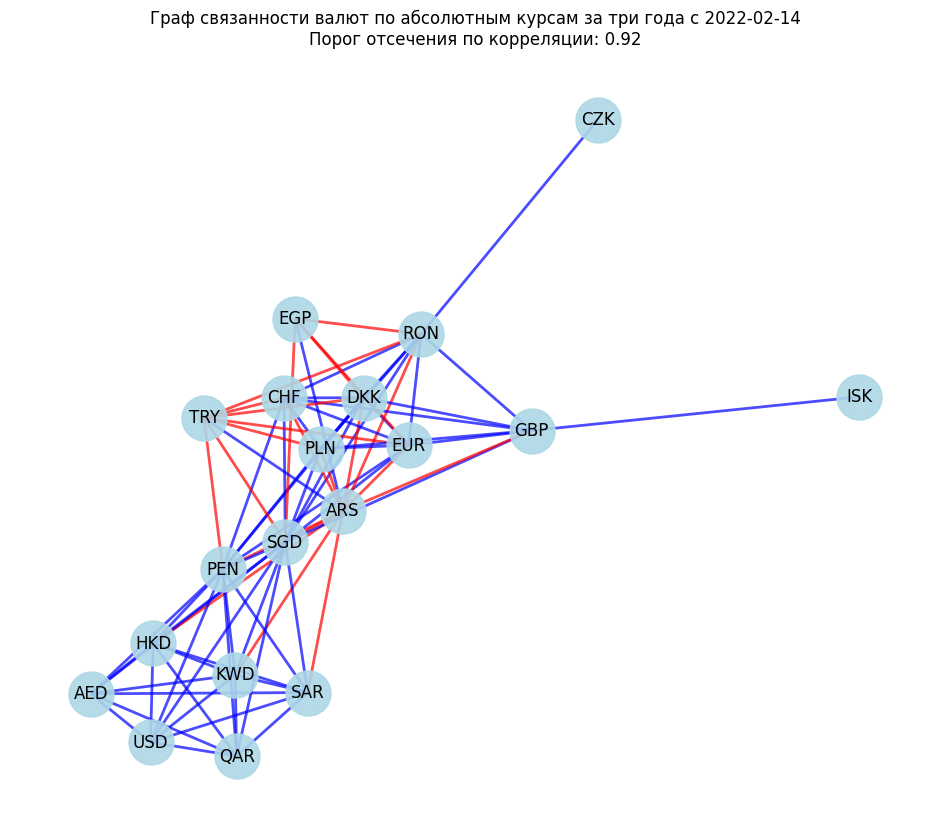 Граф связанности валют по абсолютным курсам за три года с 2022-02-14
Порог отсечения по корреляции: 0.92
CZK
EGP
RON
CHF
DKK
ISK
TRY
GBP
PLN
EUR
ARS
SGD
PEN
HKD
KWD
AED
SAR
USD
QAR